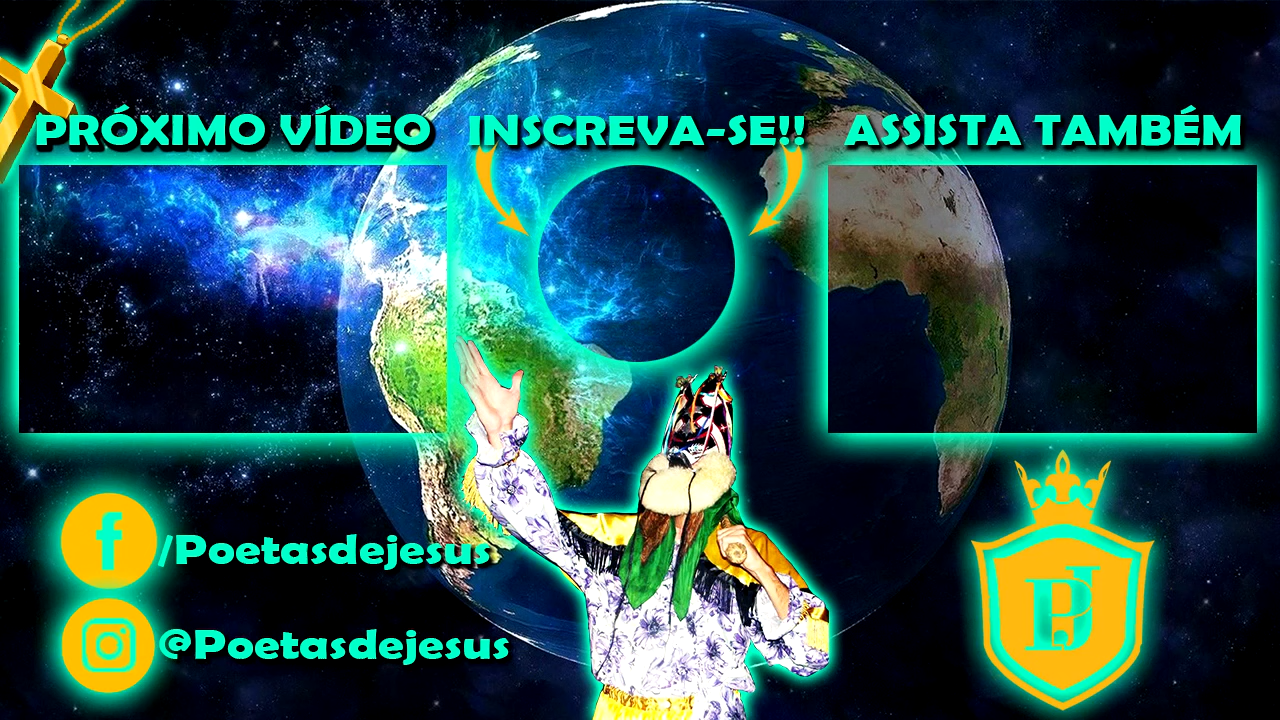 PRÓXIMO VÍDEO
INSCREVA-SE!!
ASSISTA TAMBÉM
/Poetasdejesus
@Poetasdejesus
PJ